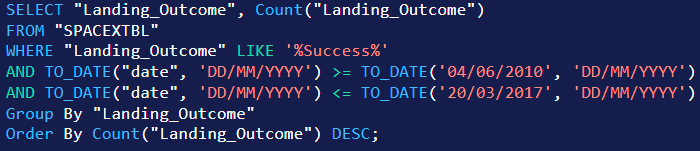 SELECT "Landing_Outcome", Count("Landing_Outcome")
FROM "SPACEXTBL"
WHERE "Landing_Outcome" LIKE '%Success%'
AND TO_DATE("date", 'DD/MM/YYYY') >= TO_DATE('04/06/2010', 'DD/MM/YYYY')
AND TO_DATE("date", 'DD/MM/YYYY') <= TO_DATE('20/03/2017', 'DD/MM/YYYY')
Group By "Landing_Outcome"
Order By Count("Landing_Outcome") DESC;